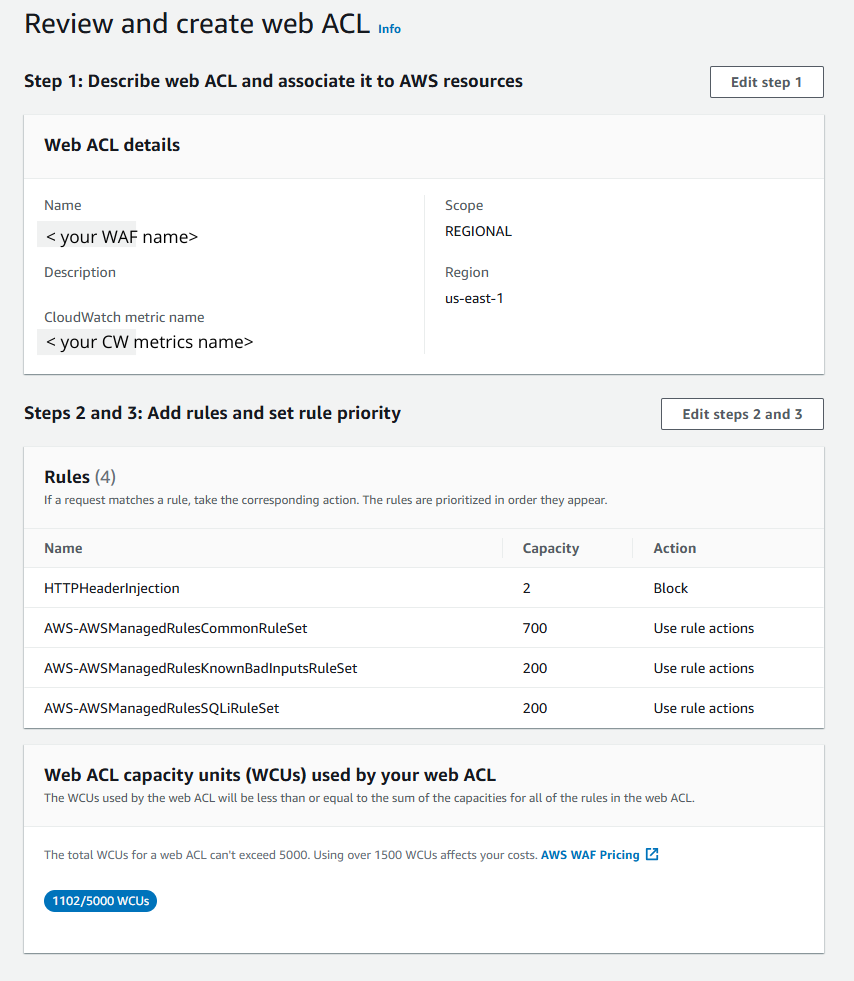 Review and create web ACL Info
Step 1: Describe web ACL and associate it to AWS resources
Edit step 1
Web ACL details
Name
< your WAF name>
Description
CloudWatch metric name
< your CW metrics name>
Scope
REGIONAL
Region
us-east-1
Steps 2 and 3: Add rules and set rule priority
Edit steps 2 and 3
Rules (4)
If a request matches a rule, take the corresponding action. The rules are prioritized in order they appear.
Name Capacity Action
HTTPHeaderInjection 2 Block
AWS-AWSManagedRulesCommonRuleSet 700 Use rule actions
AWS-AWSManagedRulesKnownBadInputsRuleSet 200 Use rule actions
AWS-AWSManagedRulesSQLiRuleSet 200 Use rule actions
Web ACL capacity units (WCUs) used by your web ACL
The WCUs used by the web ACL will be less than or equal to the sum of the capacities for all of the rules in the web ACL.
The total WCUs for a web ACL can't exceed 5000. Using over 1500 WCUs affects your costs. AWS WAF Pricing
1102/5000 WCUs